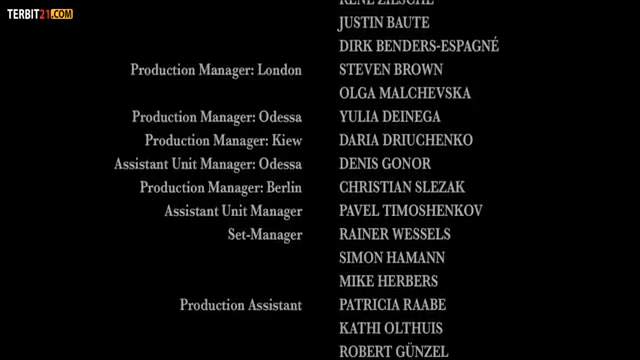 TERBIT21.COM
RENÉ ZIESCHE
JUSTIN BAUTE
DIRK BENDERS-ESPAGNÉ
Production Manager: London STEVEN BROWN
OLGA MALCHEVSKA
Production Manager: Odessa YULIA DEINEGA
Production Manager: Kiew DARIA DRIUCHENKO
Assistant Unit Manager: Odessa DENIS GONOR
Production Manager: Berlin CHRISTIAN SLEZAK
Assistant Unit Manager PAVEL TIMOSHENKOV
Set-Manager RAINER WESSELS
SIMON HAMANN
MIKE HERBERS
Production Assistant PATRICIA RAABE
KATHI OLTHUIS
ROBERT GÜNZEL